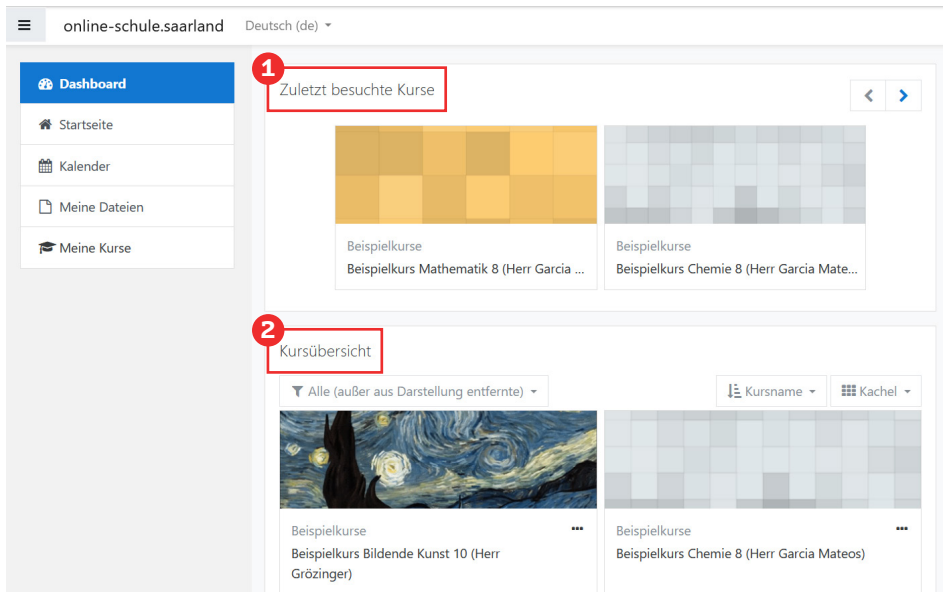 online-schule.saarland Deutsch (de)
Dashboard
Startseite
Kalender
Meine Dateien
Meine Kurse
1
Zuletzt besuchte Kurse
Beispielkurse
Beispielkurs Mathematik 8 (Herr Garcia ...
Beispielkurse
Beispielkurs Chemie 8 (Herr Garcia Mate...
2
Kursübersicht
Alle (außer aus Darstellung entfernte) Kursname Kachel
Beispielkurse
Beispielkurs Bildende Kunst 10 (Herr
Grözinger)
Beispielkurse
Beispielkurs Chemie 8 (Herr Garcia Mateos)